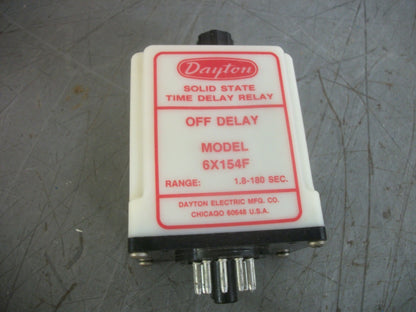 Dayton
SOLID STATE
TIME DELAY RELAY
OFF DELAY
MODEL
6X154F
RANGE: 1.8-180 SEC.
DAYTON ELECTRIC MFG. CO.
CHICAGO 60648 U.S.A.